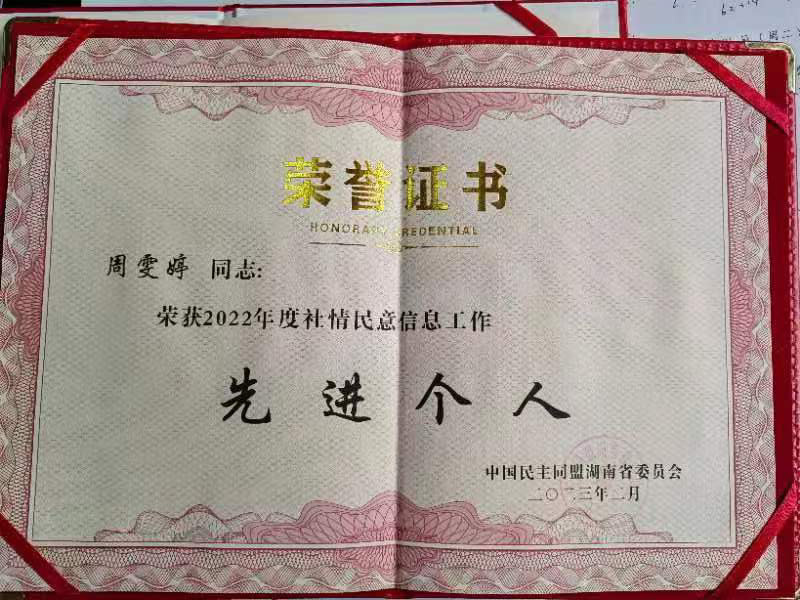 荣誉证书
HONORARY CREDENTIAL
周雯婷 同志:
荣获2022年度社情民意信息工作
先进个人
中国民主同盟湖南省委员会
二〇二三年二月